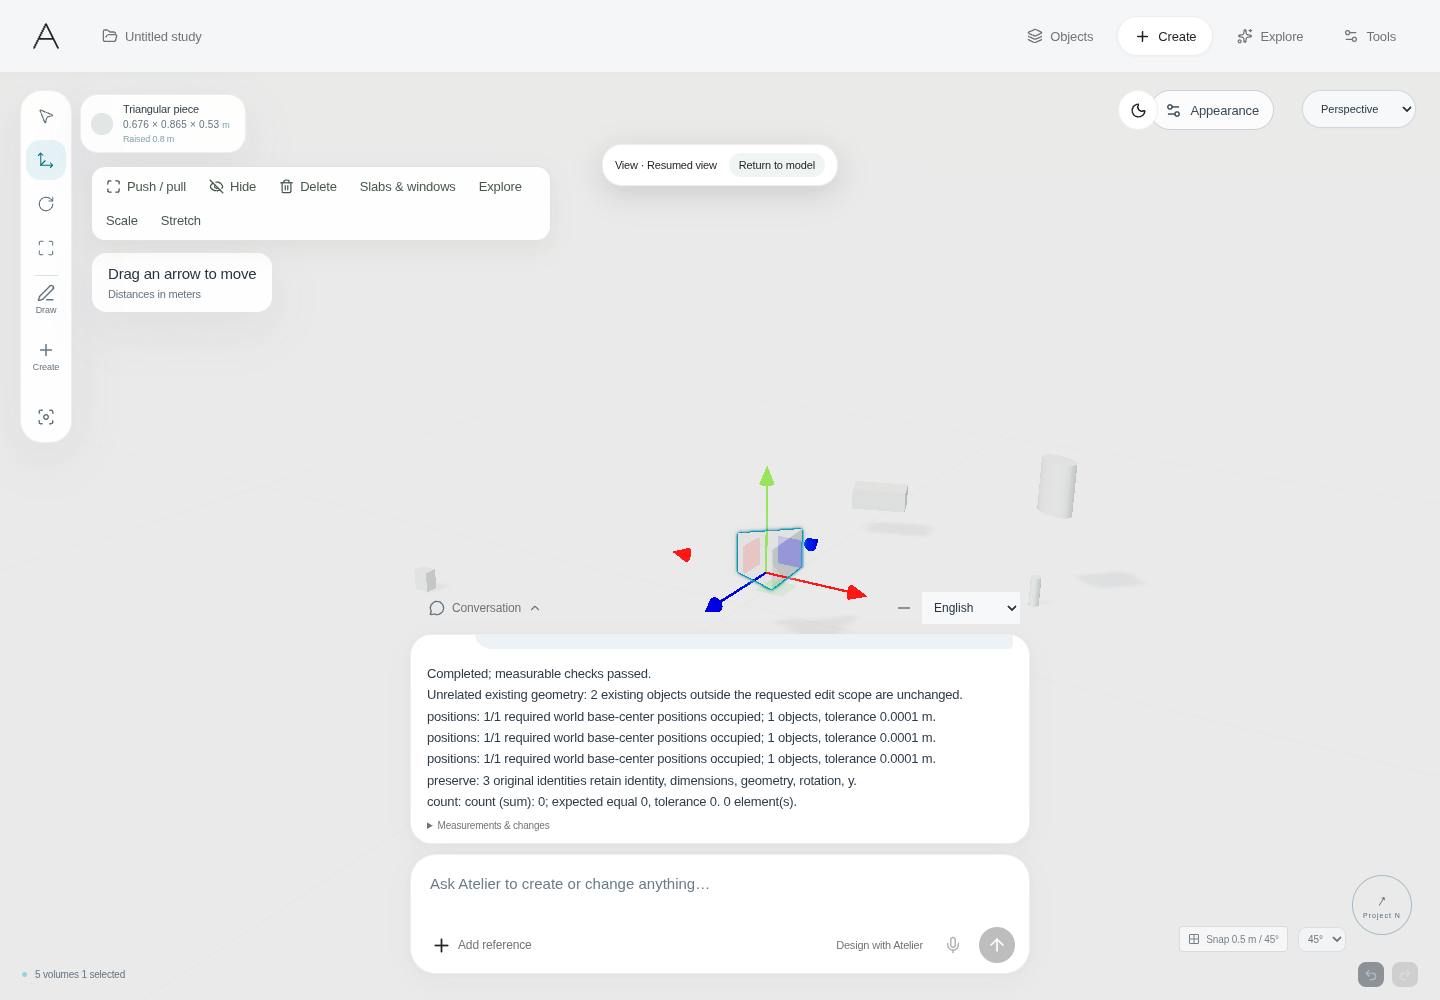 Untitled study
Objects
Create
Explore
Tools
Triangular piece
0.676 × 0.865 × 0.53 m
Raised 0.8 m
Appearance
Perspective
View · Resumed view
Return to model
Push / pull
Hide
Delete
Slabs & windows
Explore
Scale
Stretch
Drag an arrow to move
Distances in meters
Draw
Create
Conversation
English
Completed; measurable checks passed.
Unrelated existing geometry: 2 existing objects outside the requested edit scope are unchanged.
positions: 1/1 required world base-center positions occupied; 1 objects, tolerance 0.0001 m.
positions: 1/1 required world base-center positions occupied; 1 objects, tolerance 0.0001 m.
positions: 1/1 required world base-center positions occupied; 1 objects, tolerance 0.0001 m.
preserve: 3 original identities retain identity, dimensions, geometry, rotation, y.
count: count (sum): 0; expected equal 0, tolerance 0. 0 element(s).
Measurements & changes
Ask Atelier to create or change anything…
Add reference
Design with Atelier
Project N
Snap 0.5 m / 45°
45°
5 volumes 1 selected